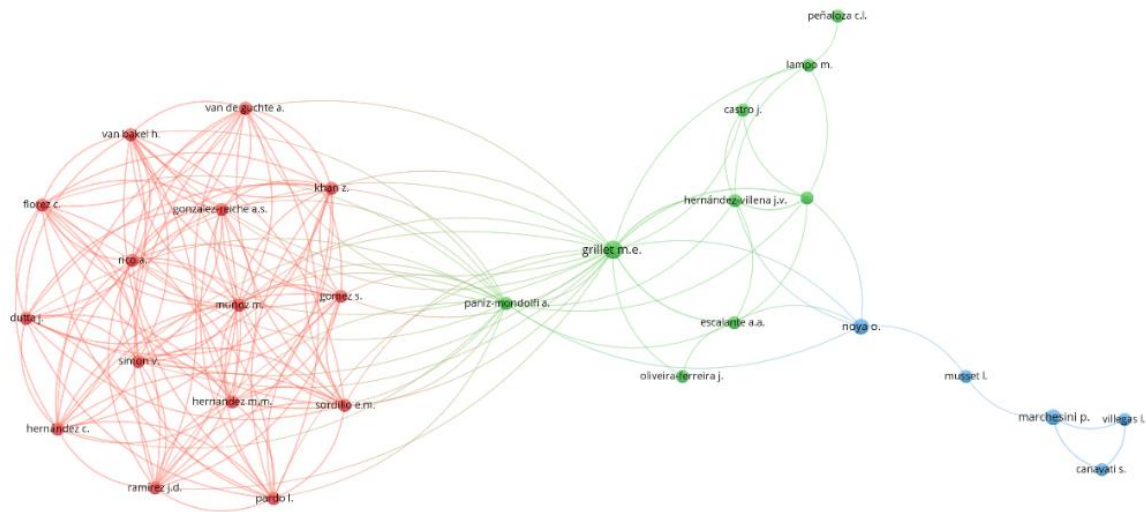 peñaloza c.i.
lampo m.
van de guchte a.
castro j.
van bakel h.
khan z.
florez c.
gonzalez-reiche a.s.
hernández-villena j.v.
grillet m.e.
rico a.
gomez s.
muñoz m.
paniz-mondolfi a.
dutta j.
escalante a.a.
noya o.
simon v.
oliveira-ferreira j.
musset l.
hernandez m.m.
sordillo e.m.
marchesini p.
villegas l.
hernández c.
canavati s.
ramírez j.d.
pardo l.